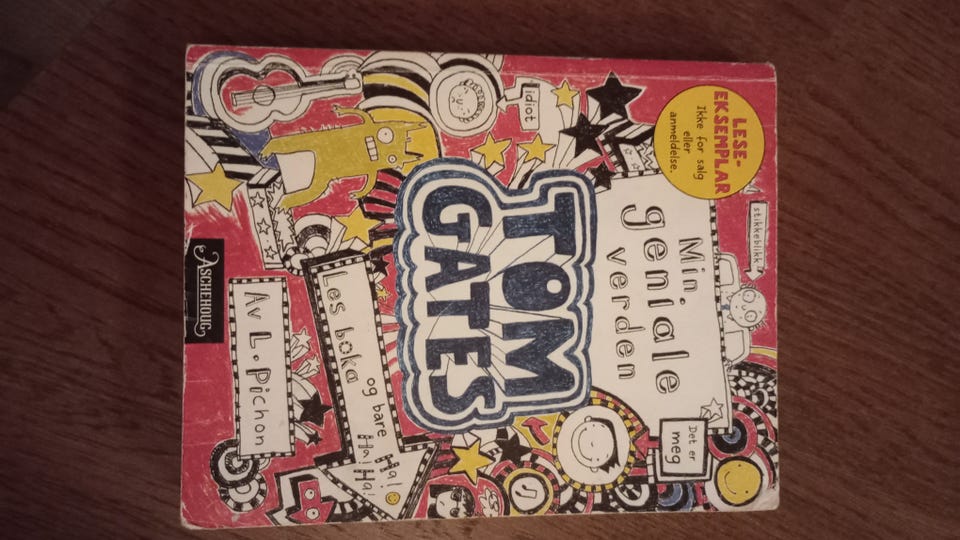 LESE-
EKSEMPLAR
Ikke for salg
eller
anmeldelse.
stikkeblikk
Min
geniale
verden
Det er
meg
idiot
TOM
GATES
Les boka
og bare
Ha!
Ha! Ha!
Av L. Pichon
ASCHEHOUG